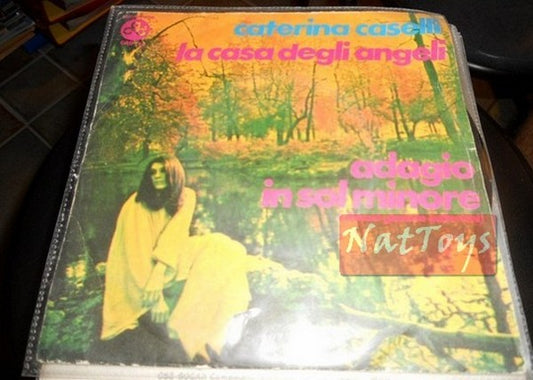 caterina caselli
la casa degli angeli
adagio
in sol minore
NatToys